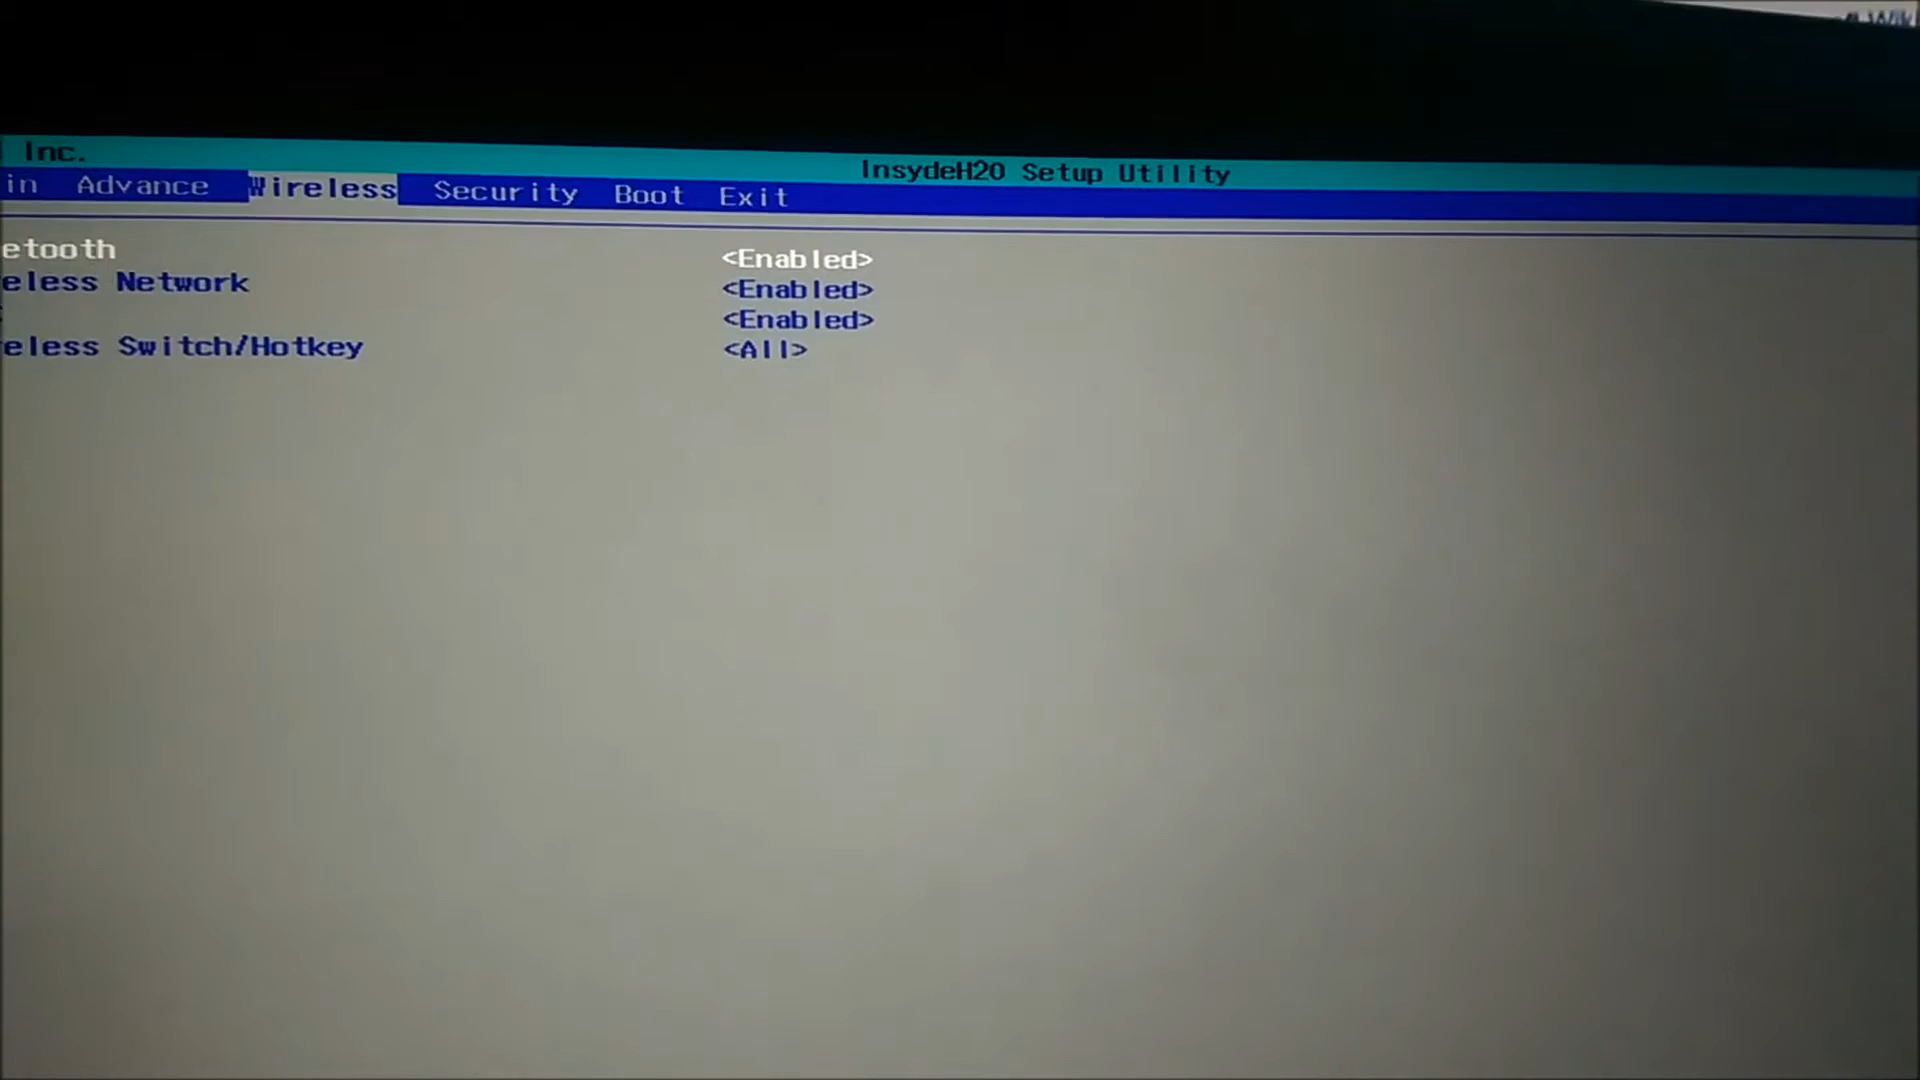 Inc.
InsydeH20 Setup Utility
in Advance Wireless Security Boot Exit
etooth <Enabled>
eless Network <Enabled>
<Enabled>
eless Switch/Hotkey <All>